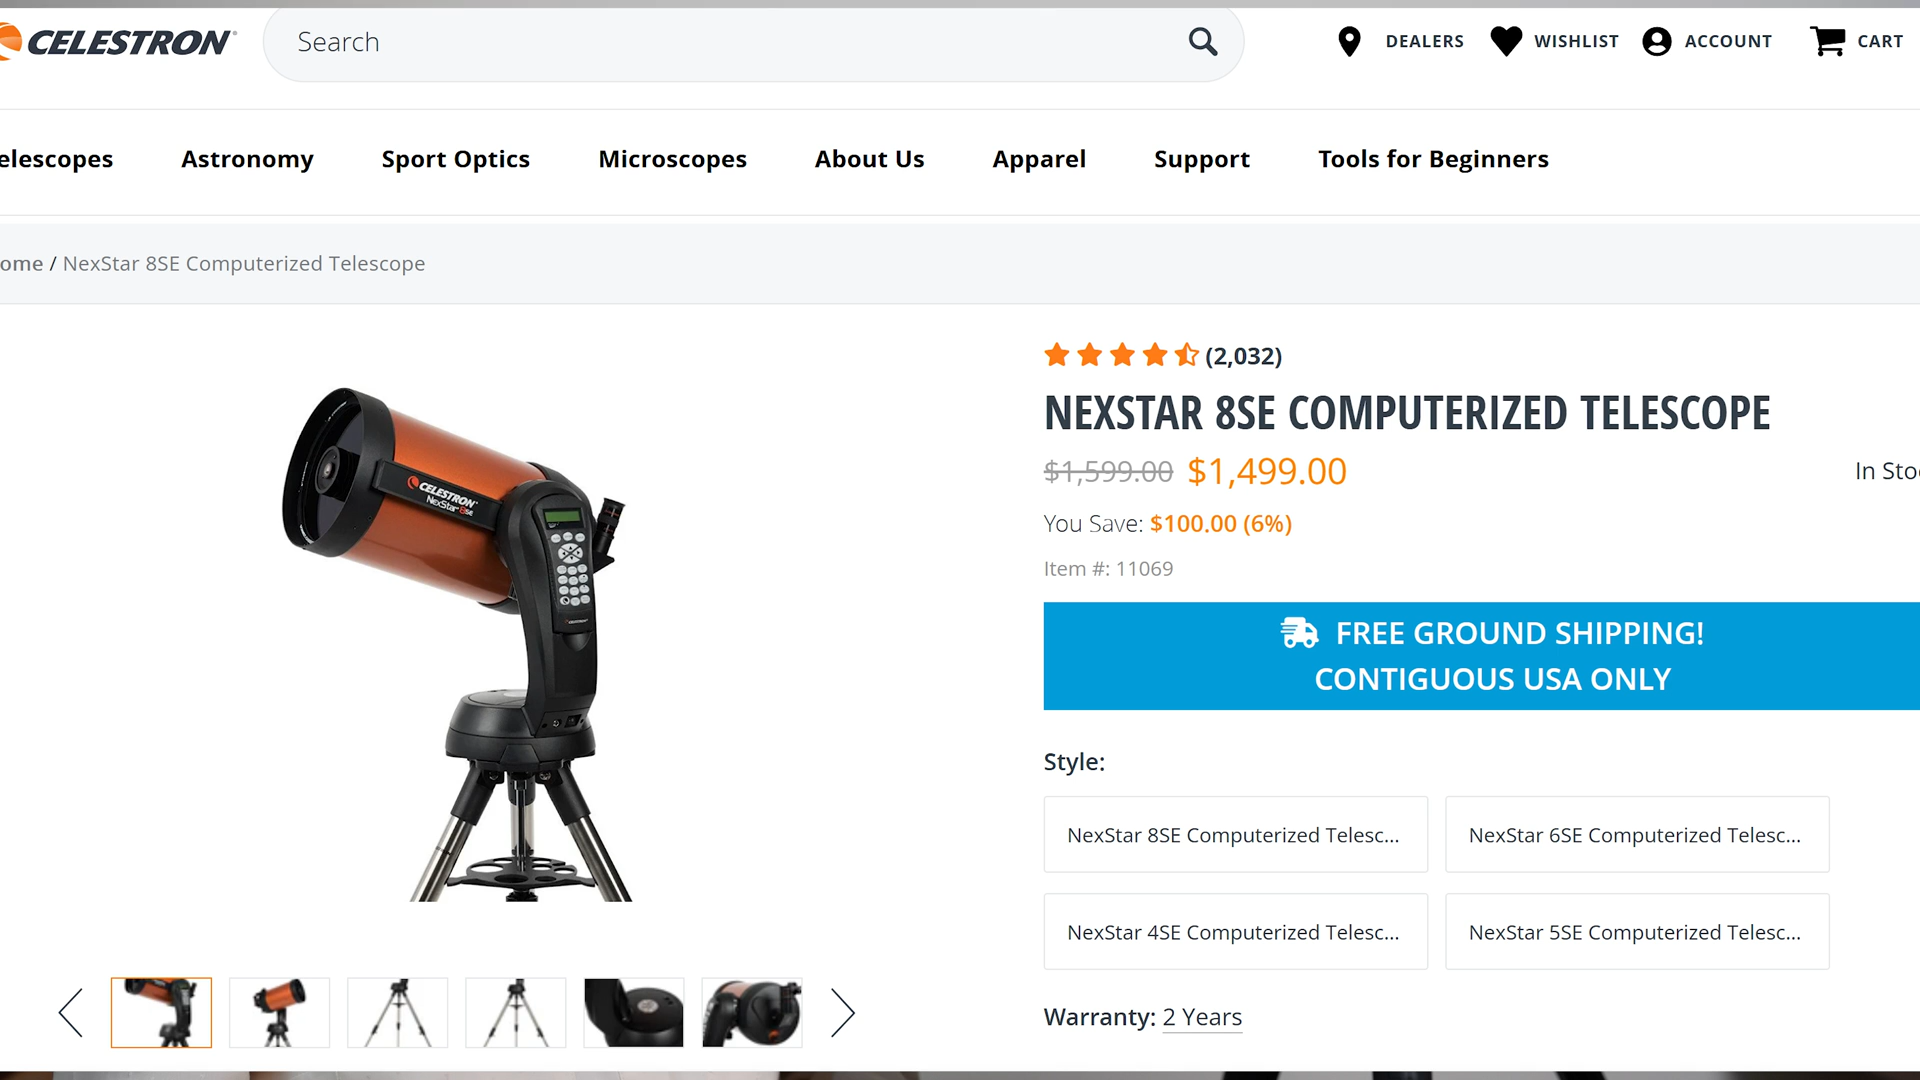 CELESTRON
Search
DEALERS
WISHLIST
ACCOUNT
CART
elescopes
Astronomy
Sport Optics
Microscopes
About Us
Apparel
Support
Tools for Beginners
ome / NexStar 8SE Computerized Telescope
(2,032)
NEXSTAR 8SE COMPUTERIZED TELESCOPE
$1,599.00 $1,499.00
In Sto
You Save: $100.00 (6%)
Item #: 11069
FREE GROUND SHIPPING!
CONTIGUOUS USA ONLY
CELESTRON
NexStar 8SE
Style:
NexStar 8SE Computerized Telesc...
NexStar 6SE Computerized Telesc...
NexStar 4SE Computerized Telesc...
NexStar 5SE Computerized Telesc...
Warranty: 2 Years